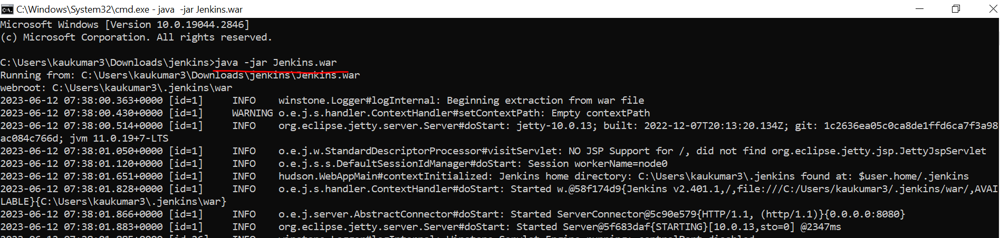 C:\Windows\System32\cmd.exe - java  -jar Jenkins.war
Microsoft Windows [Version 10.0.19044.2846]
(c) Microsoft Corporation. All rights reserved.
C:\Users\kaukumar3\Downloads\jenkins>java -jar Jenkins.war
Running from: C:\Users\kaukumar3\Downloads\jenkins\Jenkins.war
webroot: C:\Users\kaukumar3\.jenkins\war
2023-06-12 07:38:00.363+0000 [id=1]     INFO    winstone.Logger#logInternal: Beginning extraction from war file
2023-06-12 07:38:00.430+0000 [id=1]     WARNING o.e.j.s.handler.ContextHandler#setContextPath: Empty contextPath
2023-06-12 07:38:00.514+0000 [id=1]     INFO    org.eclipse.jetty.server.Server#doStart: jetty-10.0.13; built: 2022-12-07T20:13:20.134Z; git: 1c2636ea05c0ca8de1ffd6ca7f3a98
ac084c766d; jvm 11.0.19+7-LTS
2023-06-12 07:38:01.050+0000 [id=1]     INFO    o.e.j.w.StandardDescriptorProcessor#visitServlet: NO JSP Support for /, did not find org.eclipse.jetty.jsp.JettyJspServlet
2023-06-12 07:38:01.120+0000 [id=1]     INFO    o.e.j.s.s.DefaultSessionIdManager#doStart: Session workerName=node0
2023-06-12 07:38:01.651+0000 [id=1]     INFO    hudson.WebAppMain#contextInitialized: Jenkins home directory: C:\Users\kaukumar3\.jenkins found at: $user.home/.jenkins
2023-06-12 07:38:01.828+0000 [id=1]     INFO    o.e.j.s.handler.ContextHandler#doStart: Started w.@58f174d9{Jenkins v2.401.1,/,file:///C:/Users/kaukumar3/.jenkins/war/,AVAI
LABLE}{C:\Users\kaukumar3\.jenkins\war}
2023-06-12 07:38:01.866+0000 [id=1]     INFO    o.e.j.server.AbstractConnector#doStart: Started ServerConnector@5c90e579{HTTP/1.1, (http/1.1)}{0.0.0.0:8080}
2023-06-12 07:38:01.883+0000 [id=1]     INFO    org.eclipse.jetty.server.Server#doStart: Started Server@5f683daf{STARTING}[10.0.13,sto=0] @2347ms